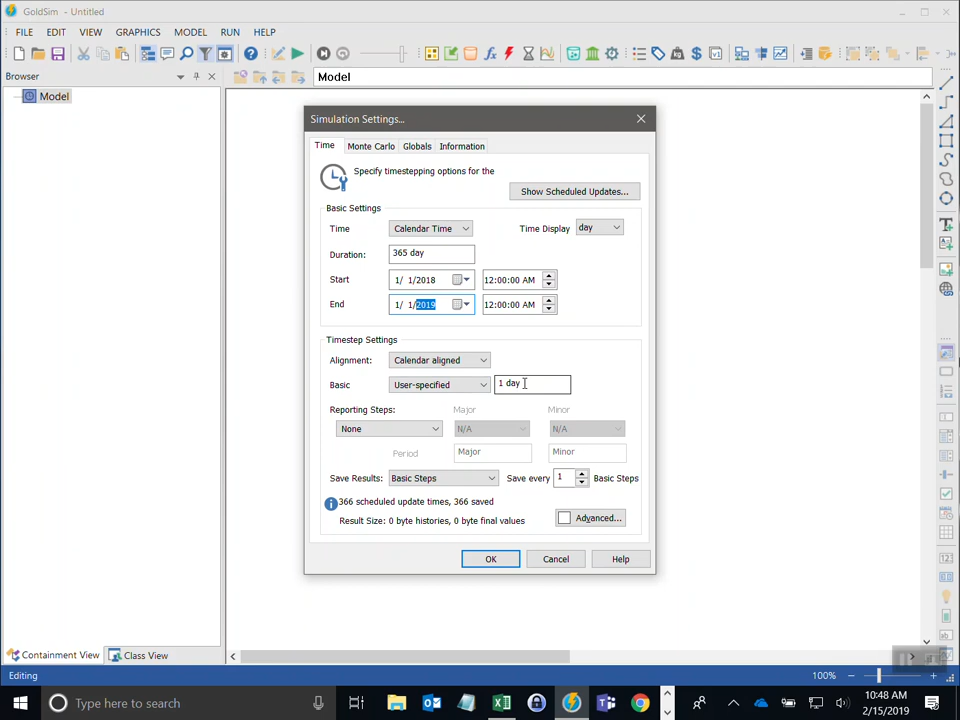 GoldSim - Untitled
FILE EDIT VIEW GRAPHICS MODEL RUN HELP
Browser
Model
Model
Simulation Settings...
Time Monte Carlo Globals Information
Specify timestepping options for the
Show Scheduled Updates...
Basic Settings
Time Calendar Time Time Display day
Duration: 365 day
Start 1/ 1/2018 12:00:00 AM
End 1/ 1/2019 12:00:00 AM
Timestep Settings
Alignment: Calendar aligned
Basic User-specified 1 day
Reporting Steps: Major Minor
None N/A N/A
Period Major Minor
Save Results: Basic Steps Save every 1 Basic Steps
366 scheduled update times, 366 saved
Result Size: 0 byte histories, 0 byte final values
Advanced...
OK Cancel Help
Containment View Class View
Editing 100%
Type here to search
10:48 AM
2/15/2019